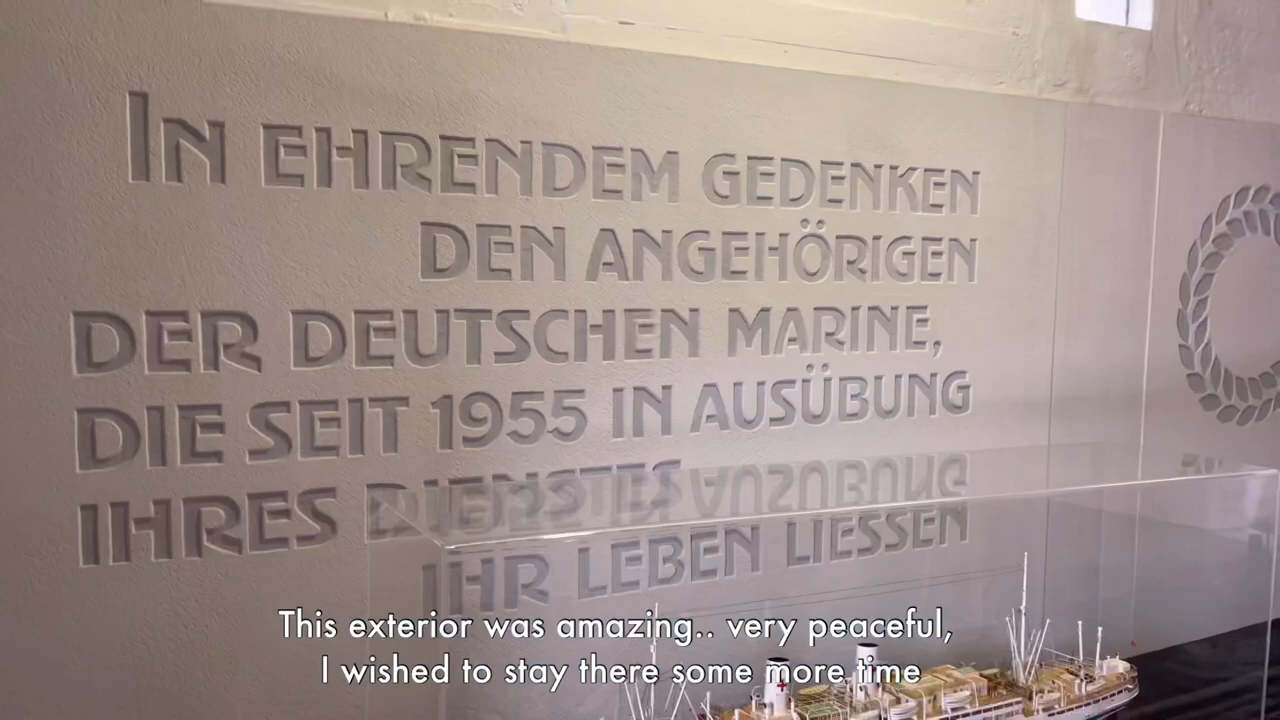 IN EHRENDEM GEDENKEN
DEN ANGEHÖRIGEN
DER DEUTSCHEN MARINE,
DIE SEIT 1955 IN AUSÜBUNG
IHRES DIENSTES
IHR LEBEN LIESSEN
This exterior was amazing.. very peaceful,
I wished to stay there some more time